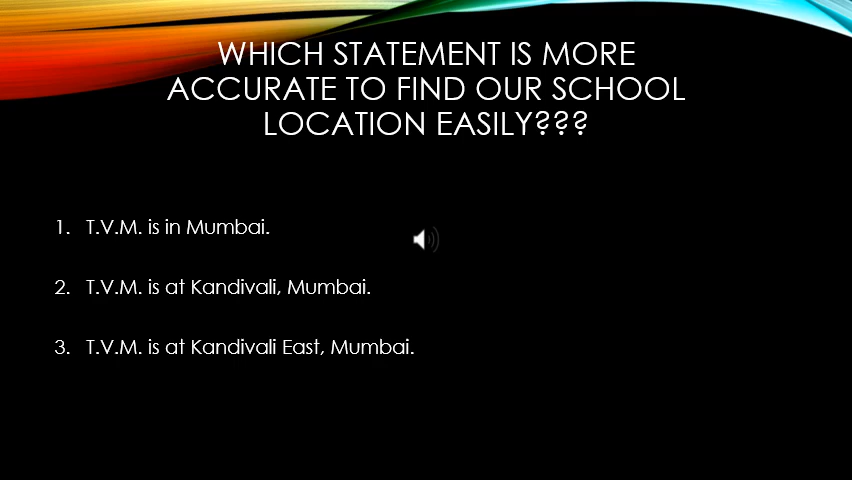 WHICH STATEMENT IS MORE
ACCURATE TO FIND OUR SCHOOL
LOCATION EASILY???
1. T.V.M. is in Mumbai.
2. T.V.M. is at Kandivali, Mumbai.
3. T.V.M. is at Kandivali East, Mumbai.